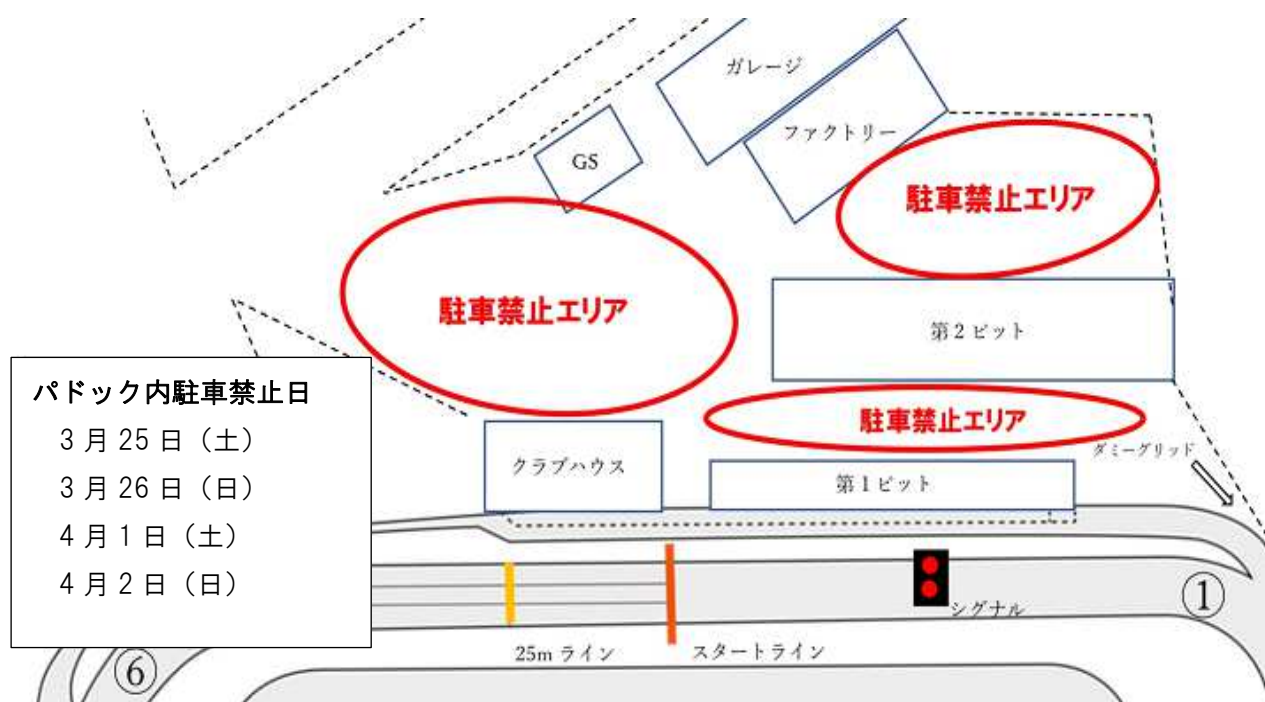 ガレージ
ファクトリー
GS
駐車禁止エリア
駐車禁止エリア
第2ピット
パドック内駐車禁止日
3月25日（土）
3月26日（日）
4月1日（土）
4月2日（日）
駐車禁止エリア
クラブハウス
ダミーグリッド
第1ピット
シグナル
①
25mライン
スタートライン
⑥